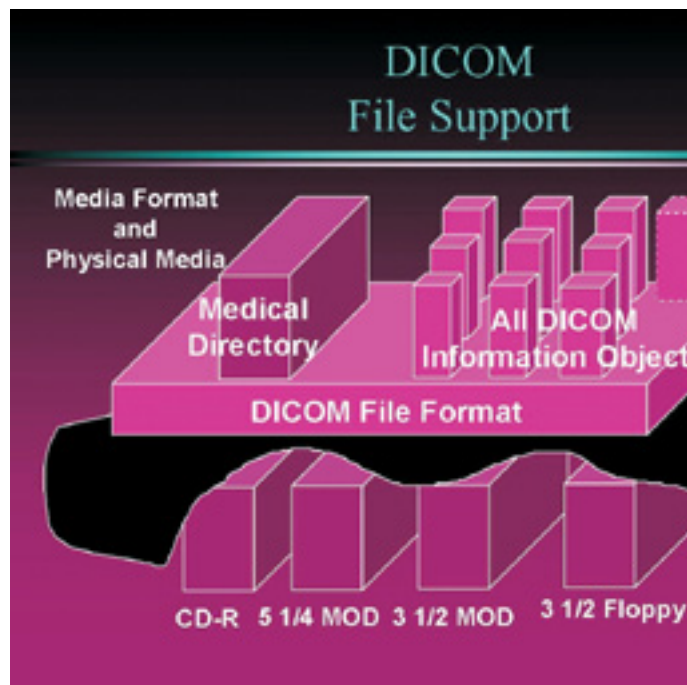 DICOM
File Support
Media Format
and
Physical Media
Medical
Directory
All DICOM
Information Object
DICOM File Format
CD-R
5 1/4 MOD
3 1/2 MOD
3 1/2 Floppy